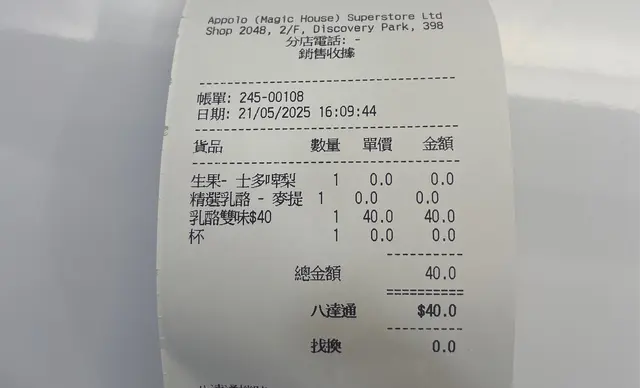 Appolo (Magic House) Superstore Ltd
Shop 2048, 2/F, Discovery Park, 398
分店電話: -
銷售收據
帳單: 245-00108
日期: 21/05/2025 16:09:44
貨品 數量 單價 金額
生果- 士多啤梨 1 0.0 0.0
精選乳酪 - 麥提 1 0.0 0.0
乳酪雙味$40 1 40.0 40.0
杯 1 0.0 0.0
總金額 40.0
八達通 $40.0
找換 0.0